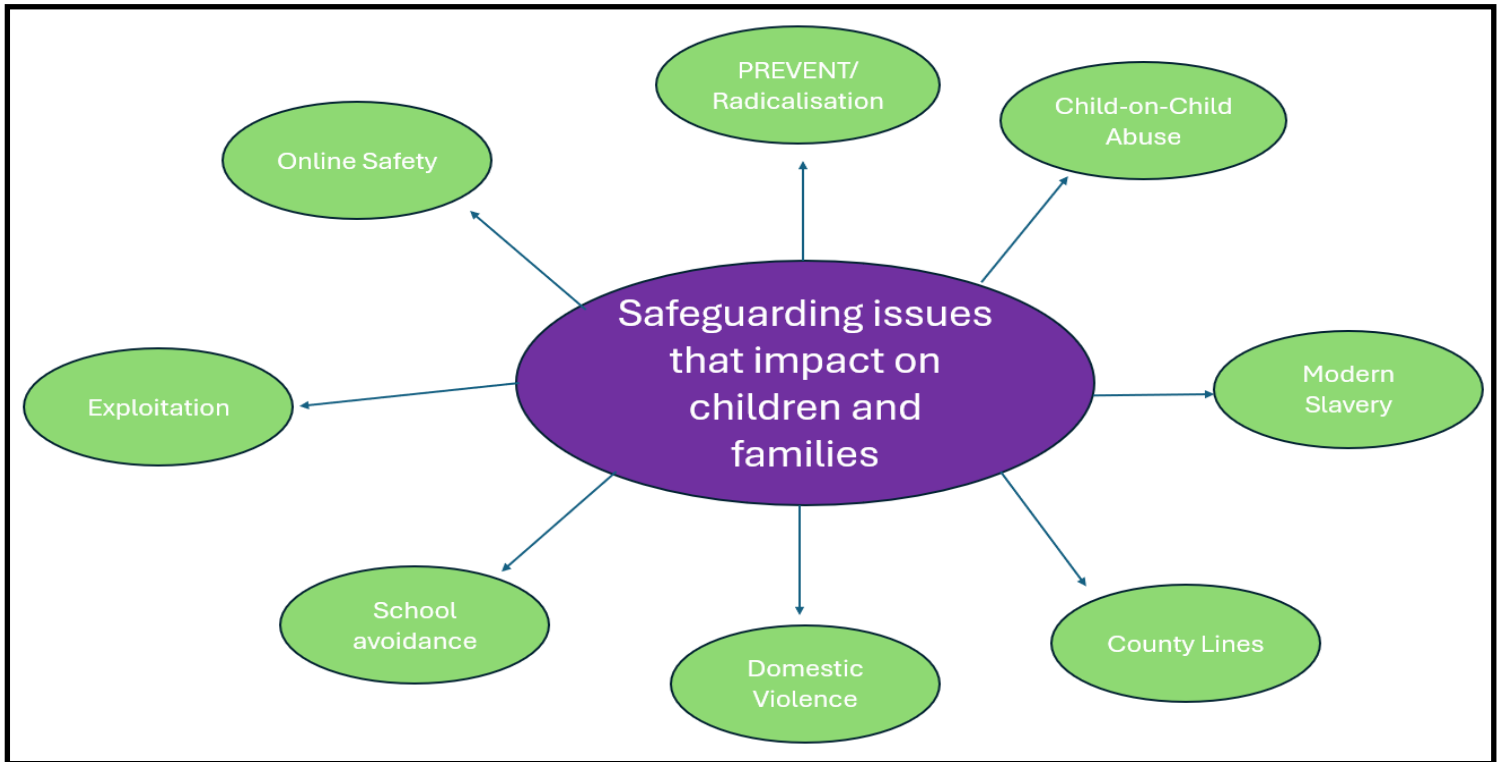 PREVENT/
Radicalisation
Child-on-Child
Abuse
Online Safety
Safeguarding issues
that impact on
children and
families
Modern
Slavery
Exploitation
School
avoidance
County Lines
Domestic
Violence